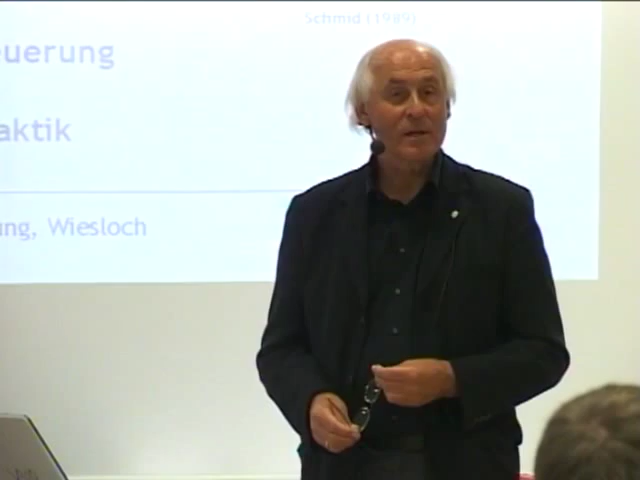 Schmid (1989)
euerung
aktik
ung, Wiesloch